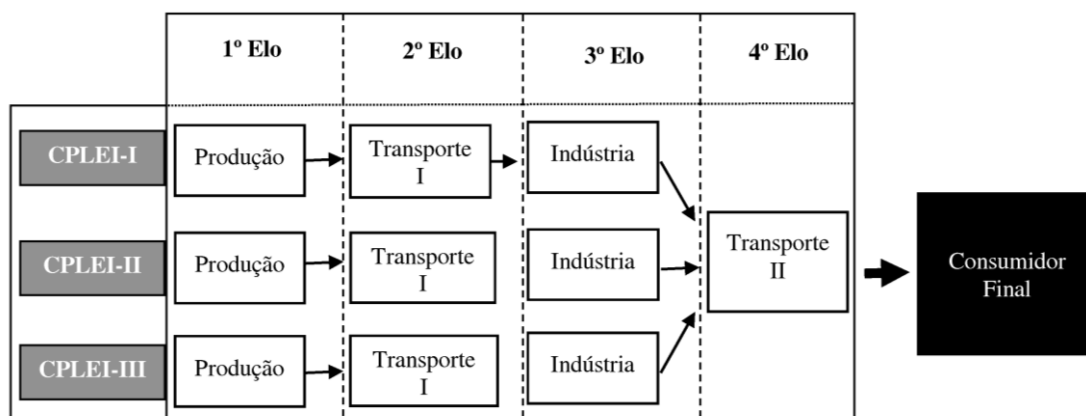 1º Elo
2º Elo
3º Elo
4º Elo
CPLEI-I
Produção
Transporte
I
Indústria
CPLEI-II
Produção
Transporte
I
Indústria
Transporte
II
Consumidor
Final
CPLEI-III
Produção
Transporte
I
Indústria